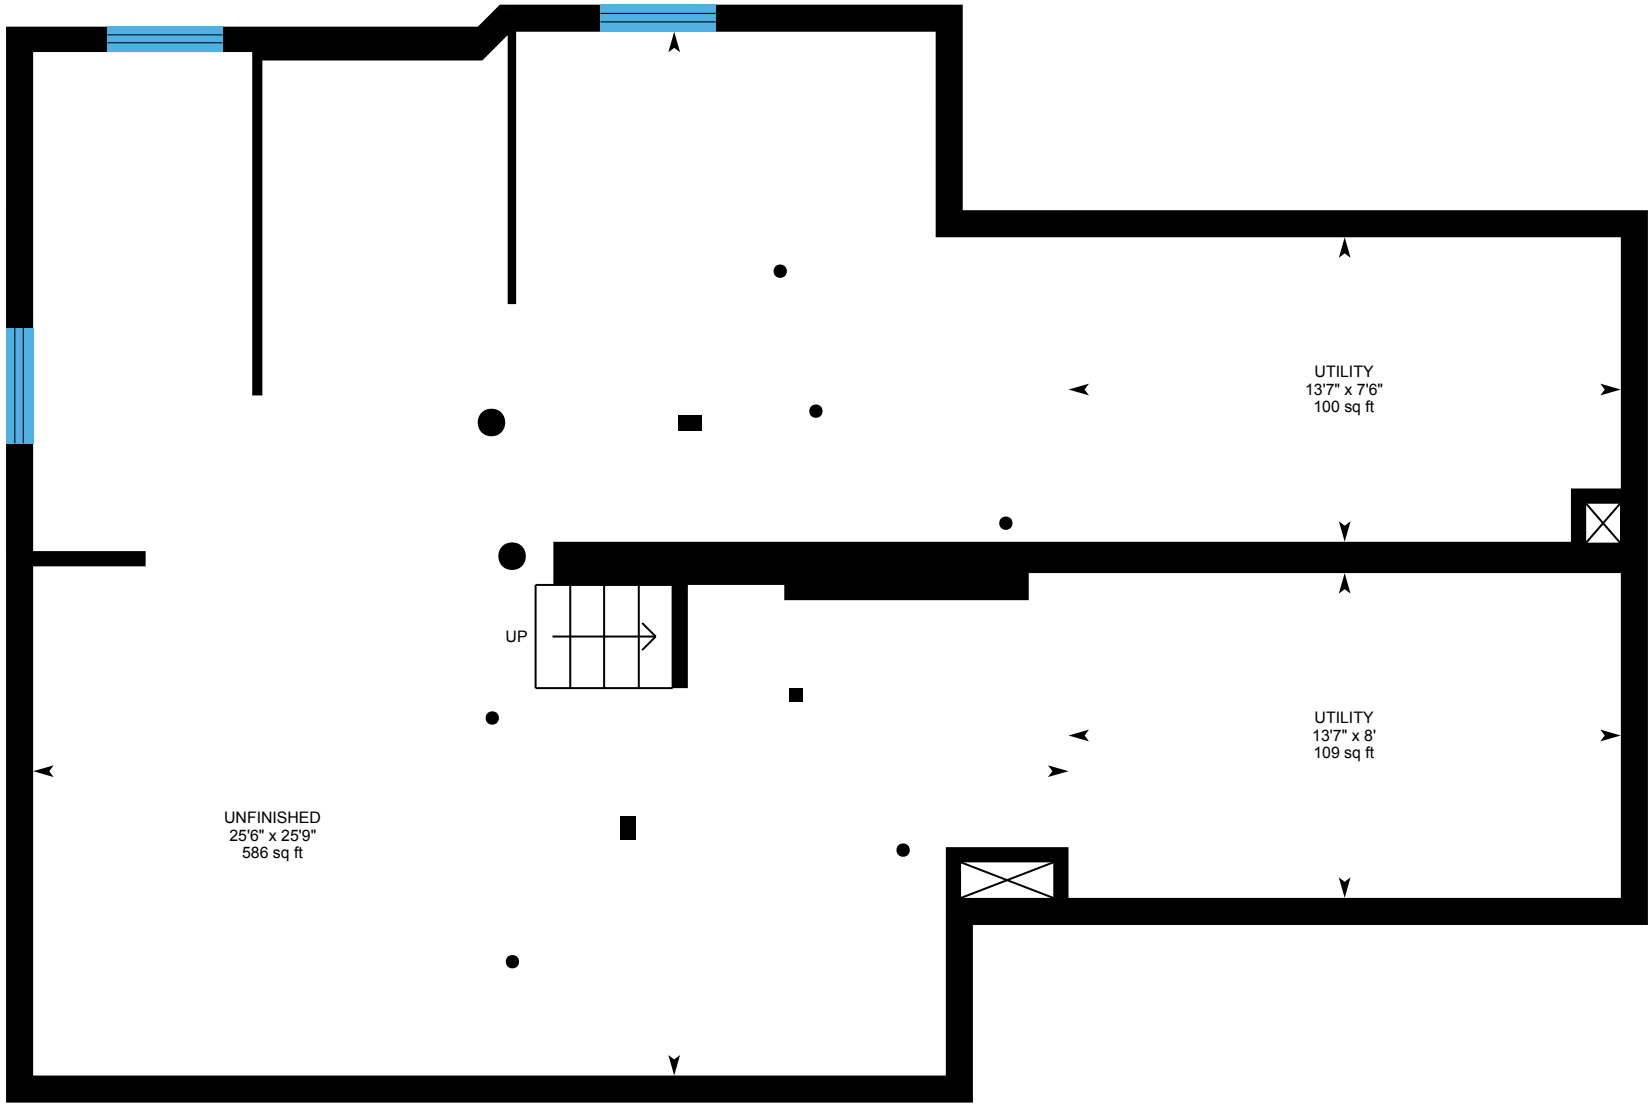 UTILITY
13'7" x 7'6"
100 sq ft
UP
UTILITY
13'7" x 8'
109 sq ft
UNFINISHED
25'6" x 25'9"
586 sq ft